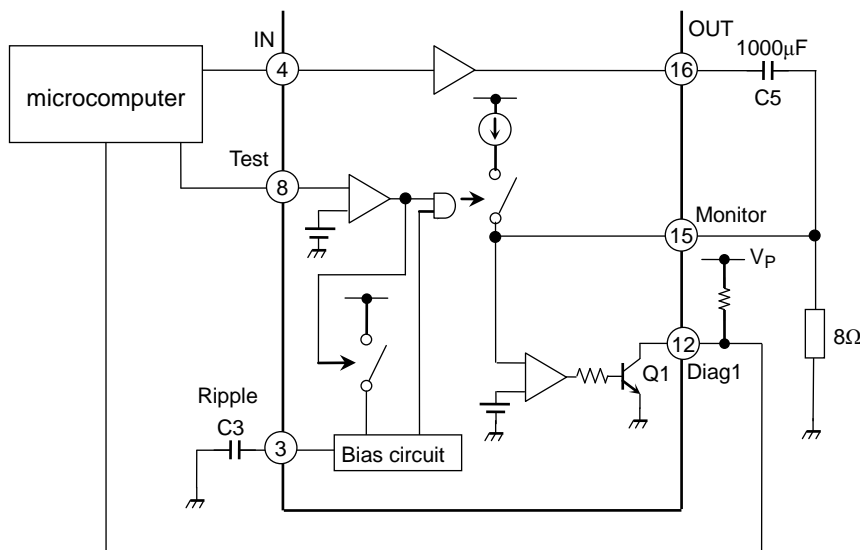 IN
OUT
4
16
1000μF
C5
microcomputer
Test
8
Monitor
15
VP
8Ω
12
Q1
Diag1
Ripple
C3
3
Bias circuit